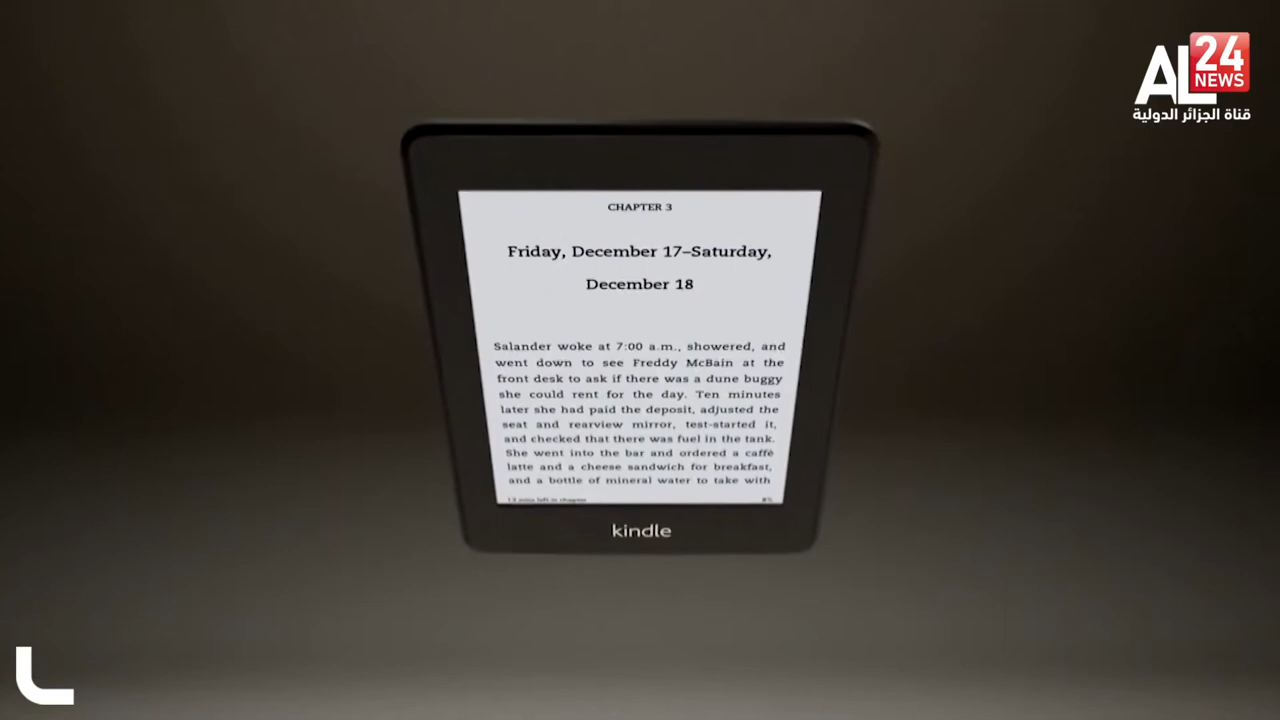 AL
24
NEWS
قناة الجزائر الدولية
CHAPTER 3
Friday, December 17–Saturday,
December 18
Salander woke at 7:00 a.m., showered, and
went down to see Freddy McBain at the
front desk to ask if there was a dune buggy
she could rent for the day. Ten minutes
later she had paid the deposit, adjusted the
seat and rearview mirror, test-started it,
and checked that there was fuel in the tank.
She went into the bar and ordered a caffè
latte and a cheese sandwich for breakfast,
and a bottle of mineral water to take with
mins left in chapter
kindle